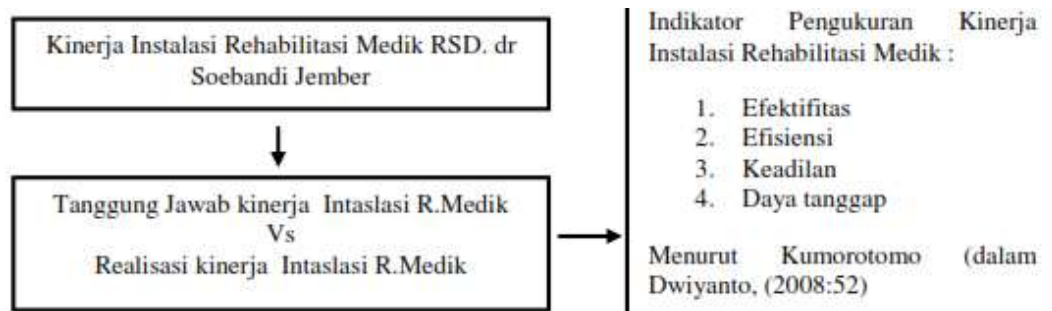 Kinerja Instalasi Rehabilitasi Medik RSD. dr
Soebandi Jember
Tanggung Jawab kinerja Intaslasi R.Medik
Vs
Realisasi kinerja Intaslasi R.Medik
Indikator Pengukuran Kinerja
Instalasi Rehabilitasi Medik :
1. Efektifitas
2. Efisiensi
3. Keadilan
4. Daya tanggap
Menurut Kumorotomo (dalam
Dwiyanto, (2008:52)